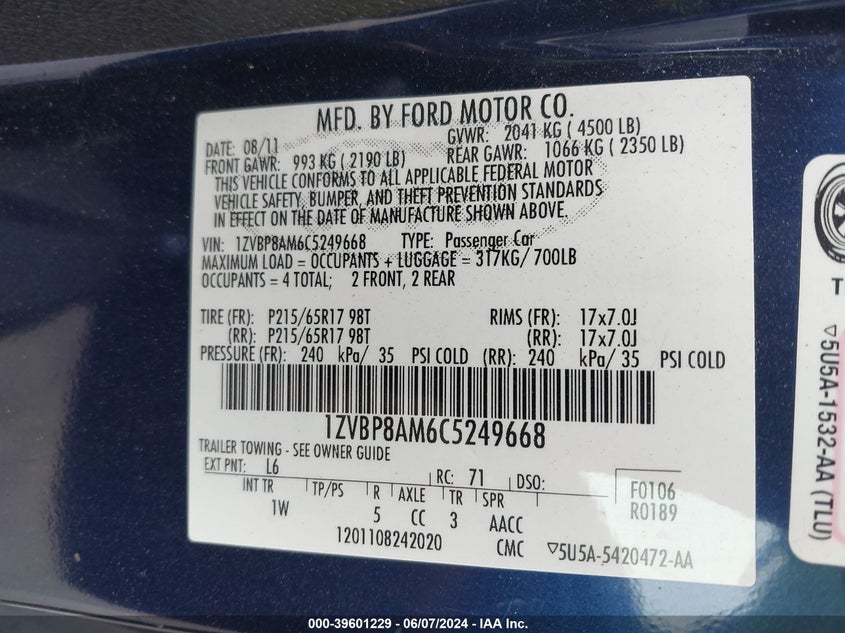 MFD. BY FORD MOTOR CO.
DATE: 08/11 GVWR: 2041 KG ( 4500 LB)
FRONT GAWR: 993 KG ( 2190 LB) REAR GAWR: 1066 KG ( 2350 LB)
THIS VEHICLE CONFORMS TO ALL APPLICABLE FEDERAL MOTOR
VEHICLE SAFETY, BUMPER, AND THEFT PREVENTION STANDARDS
IN EFFECT ON THE DATE OF MANUFACTURE SHOWN ABOVE.
VIN: 1ZVBP8AM6C5249668 TYPE: Passenger Car
MAXIMUM LOAD = OCCUPANTS + LUGGAGE = 317KG/ 700LB
OCCUPANTS = 4 TOTAL; 2 FRONT, 2 REAR
TIRE (FR): P215/65R17 98T RIMS (FR): 17x7.0J
(RR): P215/65R17 98T (RR): 17x7.0J
PRESSURE (FR): 240 kPa/ 35 PSI COLD (RR): 240 kPa/ 35 PSI COLD
1ZVBP8AM6C5249668
TRAILER TOWING - SEE OWNER GUIDE
EXT PNT: L6 RC: 71 DSO: F0106
INT TR TP/PS R AXLE TR SPR R0189
1W 5 CC 3 AACC
1201108242020 CMC ▽5U5A-5420472-AA
T
▽5U5A-1532-AA (TLU)
000-39601229 - 06/07/2024 - IAA Inc.